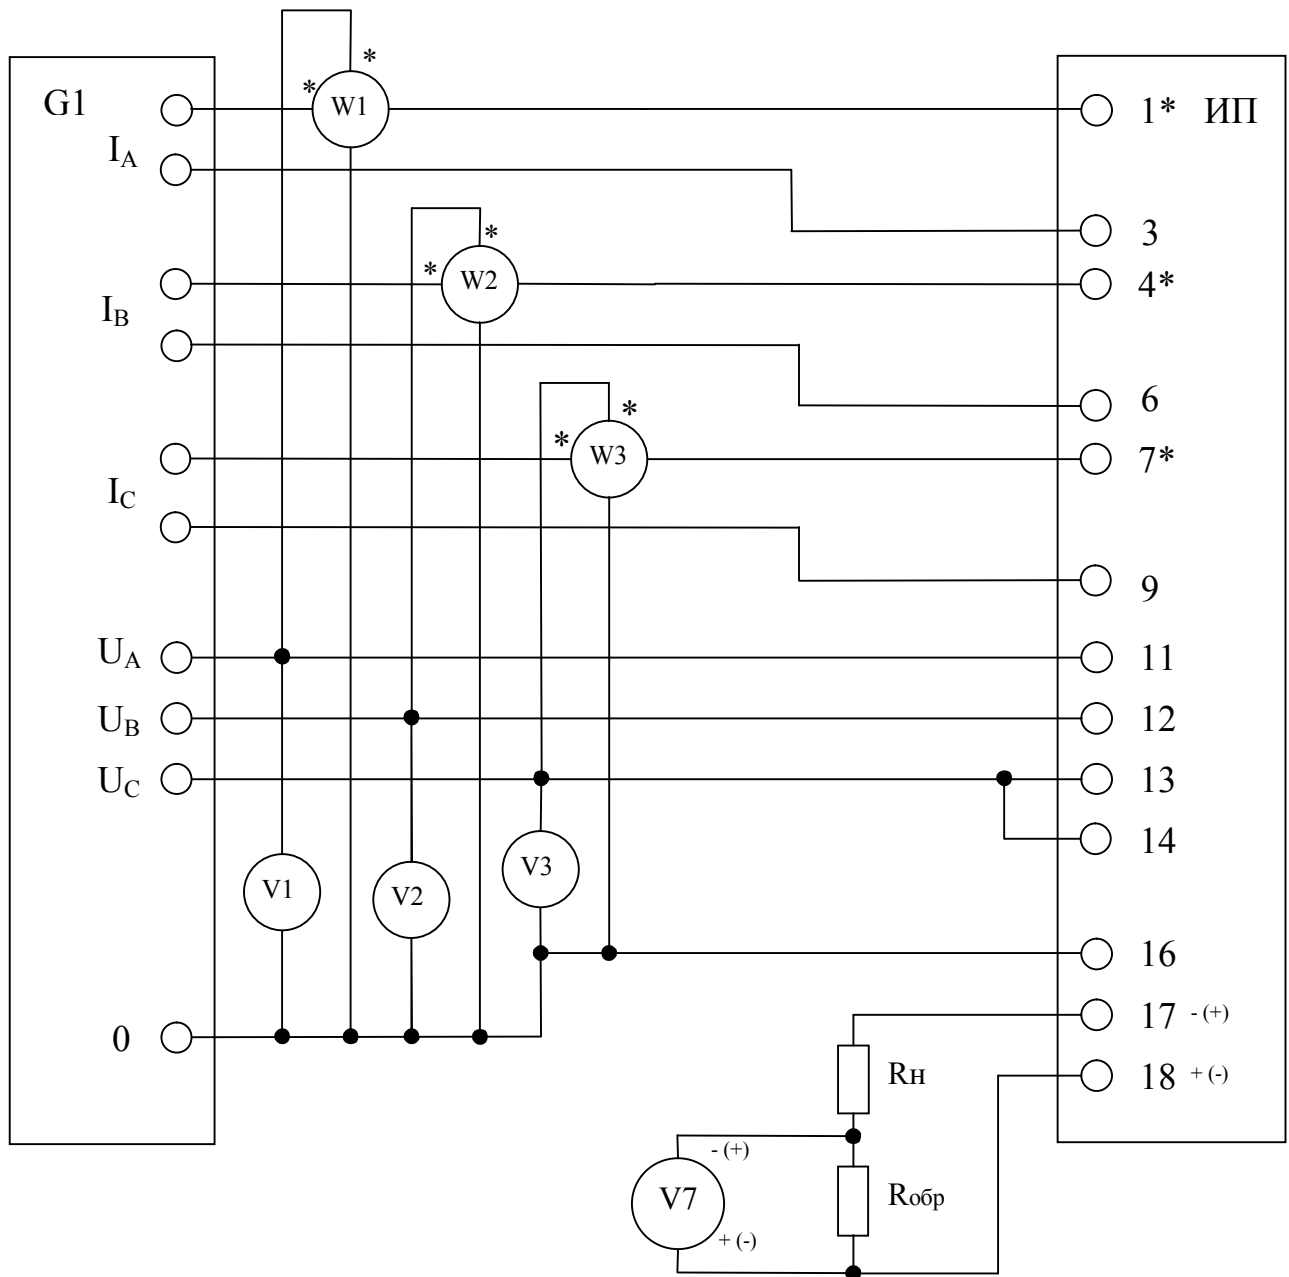 G1
*
*
W1
1* ИП
I_A
3
*
*
W2
4*
I_B
6
*
*
W3
7*
I_C
9
U_A
11
U_B
12
U_C
13
14
V1
V2
V3
16
17 - (+)
0
18 + (-)
Rн
- (+)
V7
Rобр
+ (-)